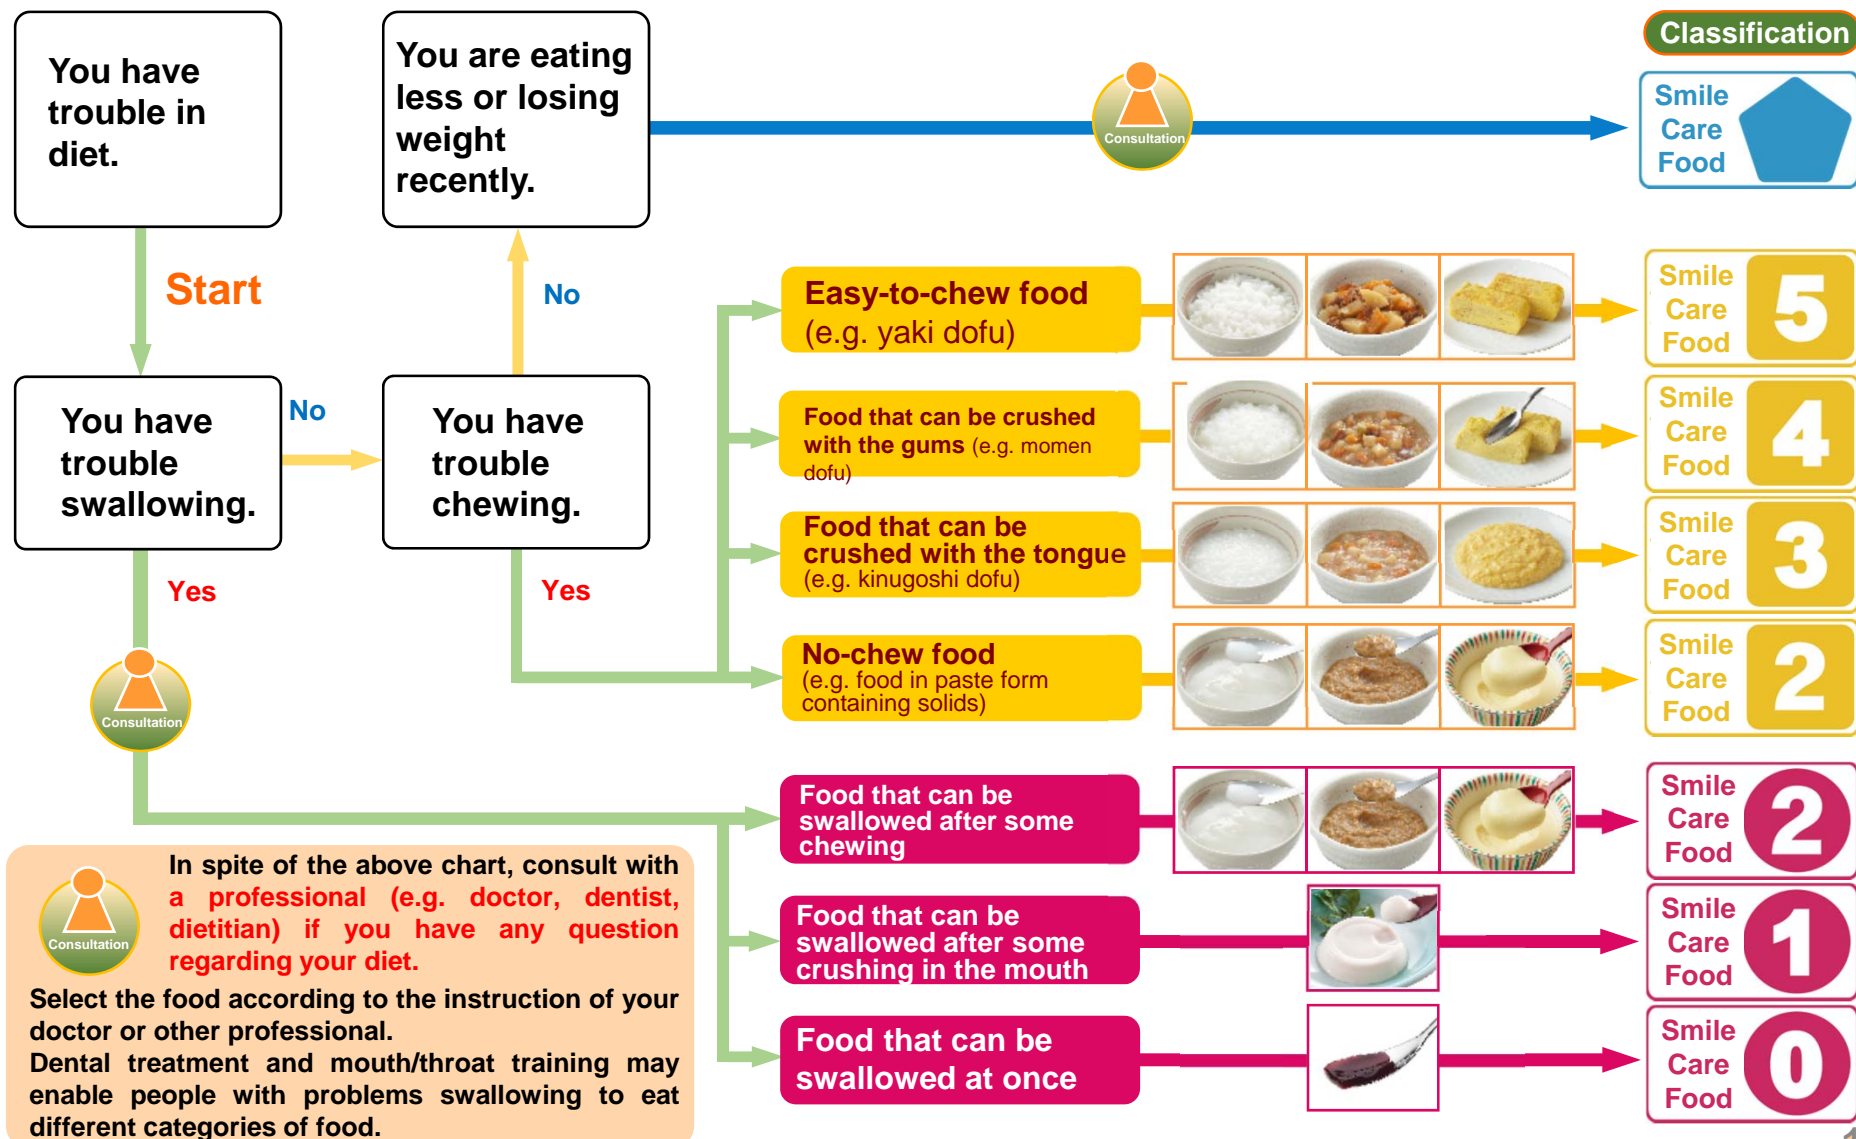 You have
trouble in
diet.
You are eating
less or losing
weight
recently.
Consultation
Classification
Smile
Care
Food
Start
No
Easy-to-chew food
(e.g. yaki dofu)
Smile
Care
Food
5
You have
trouble
swallowing.
No
You have
trouble
chewing.
Food that can be crushed
with the gums (e.g. momen
dofu)
Smile
Care
Food
4
Food that can be
crushed with the tongue
(e.g. kinugoshi dofu)
Smile
Care
Food
3
Yes
Yes
No-chew food
(e.g. food in paste form
containing solids)
Smile
Care
Food
2
Consultation
Food that can be
swallowed after some
chewing
Smile
Care
Food
2
Food that can be
swallowed after some
crushing in the mouth
Smile
Care
Food
1
Food that can be
swallowed at once
Smile
Care
Food
0
Consultation
In spite of the above chart, consult with
a professional (e.g. doctor, dentist,
dietitian) if you have any question
regarding your diet.
Select the food according to the instruction of your
doctor or other professional.
Dental treatment and mouth/throat training may
enable people with problems swallowing to eat
different categories of food.